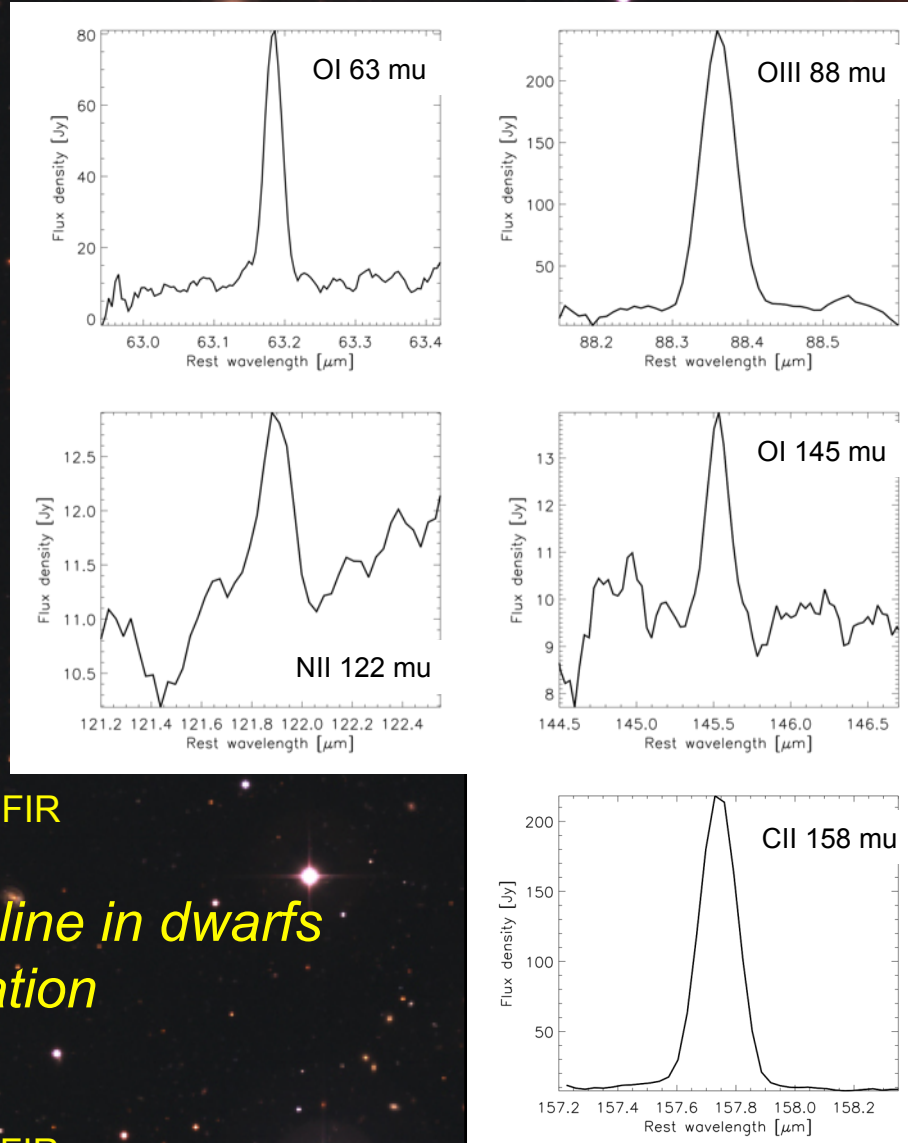 OI 63 mu
80
60
40
20
0
Flux density [Jy]
63.0 63.1 63.2 63.3 63.4
Rest wavelength [μm]
OIII 88 mu
200
150
100
50
Flux density [Jy]
88.2 88.3 88.4 88.5
Rest wavelength [μm]
12.5
12.0
11.5
11.0
10.5
Flux density [Jy]
NII 122 mu
121.2 121.4 121.6 121.8 122.0 122.2 122.4
Rest wavelength [μm]
OI 145 mu
13
12
11
10
9
8
Flux density [Jy]
144.5 145.0 145.5 146.0 146.5
Rest wavelength [μm]
FIR
line in dwarfs
ation
FIR
CII 158 mu
200
150
100
50
Flux density [Jy]
157.2 157.4 157.6 157.8 158.0 158.2
Rest wavelength [μm]